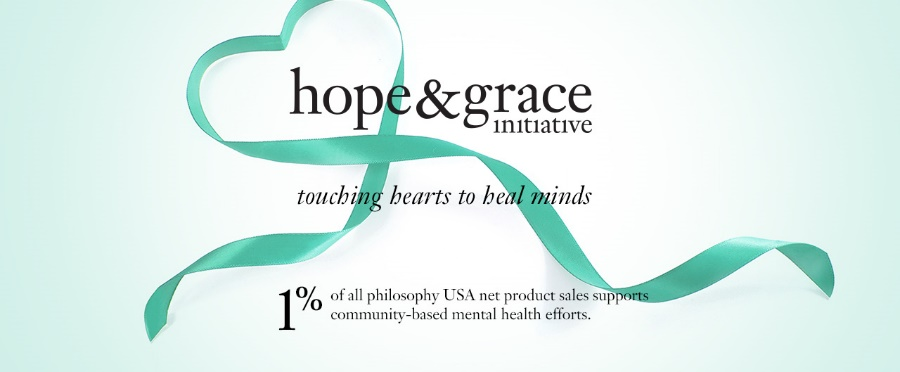 hope&grace
initiative
touching hearts to heal minds
1% of all philosophy USA net product sales supports
community-based mental health efforts.